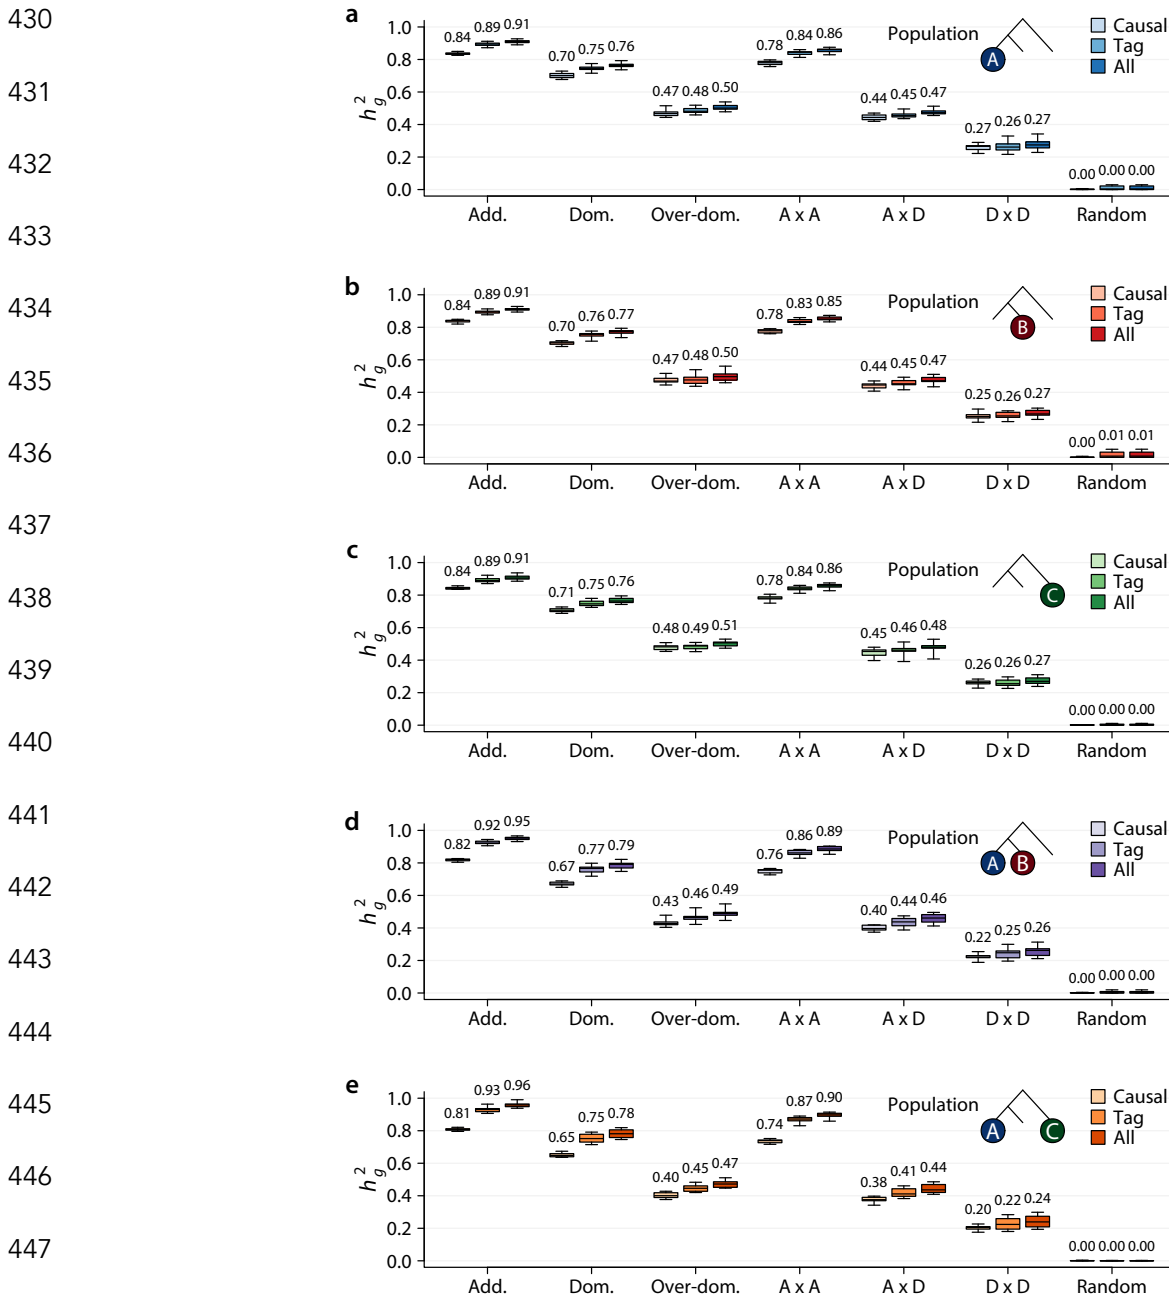 430
431
432
433
434
435
436
437
438
439
440
441
442
443
444
445
446
447
a
1.0
0.8
0.6
0.4
0.2
0.0
h_g^2
0.84 0.89 0.91
0.70 0.75 0.76
0.47 0.48 0.50
0.78 0.84 0.86
0.44 0.45 0.47
0.27 0.26 0.27
0.00 0.00 0.00
Population
A
Causal
Tag
All
Add. Dom. Over-dom. A x A A x D D x D Random
b
1.0
0.8
0.6
0.4
0.2
0.0
h_g^2
0.84 0.89 0.91
0.70 0.76 0.77
0.47 0.48 0.50
0.78 0.83 0.85
0.44 0.45 0.47
0.25 0.26 0.27
0.00 0.01 0.01
Population
B
Causal
Tag
All
Add. Dom. Over-dom. A x A A x D D x D Random
c
1.0
0.8
0.6
0.4
0.2
0.0
h_g^2
0.84 0.89 0.91
0.71 0.75 0.76
0.48 0.49 0.51
0.78 0.84 0.86
0.45 0.46 0.48
0.26 0.26 0.27
0.00 0.00 0.00
Population
C
Causal
Tag
All
Add. Dom. Over-dom. A x A A x D D x D Random
d
1.0
0.8
0.6
0.4
0.2
0.0
h_g^2
0.82 0.92 0.95
0.67 0.77 0.79
0.43 0.46 0.49
0.76 0.86 0.89
0.40 0.44 0.46
0.22 0.25 0.26
0.00 0.00 0.00
Population
A B
Causal
Tag
All
Add. Dom. Over-dom. A x A A x D D x D Random
e
1.0
0.8
0.6
0.4
0.2
0.0
h_g^2
0.81 0.93 0.96
0.65 0.75 0.78
0.40 0.45 0.47
0.74 0.87 0.90
0.38 0.41 0.44
0.20 0.22 0.24
0.00 0.00 0.00
Population
A C
Causal
Tag
All
Add. Dom. Over-dom. A x A A x D D x D Random